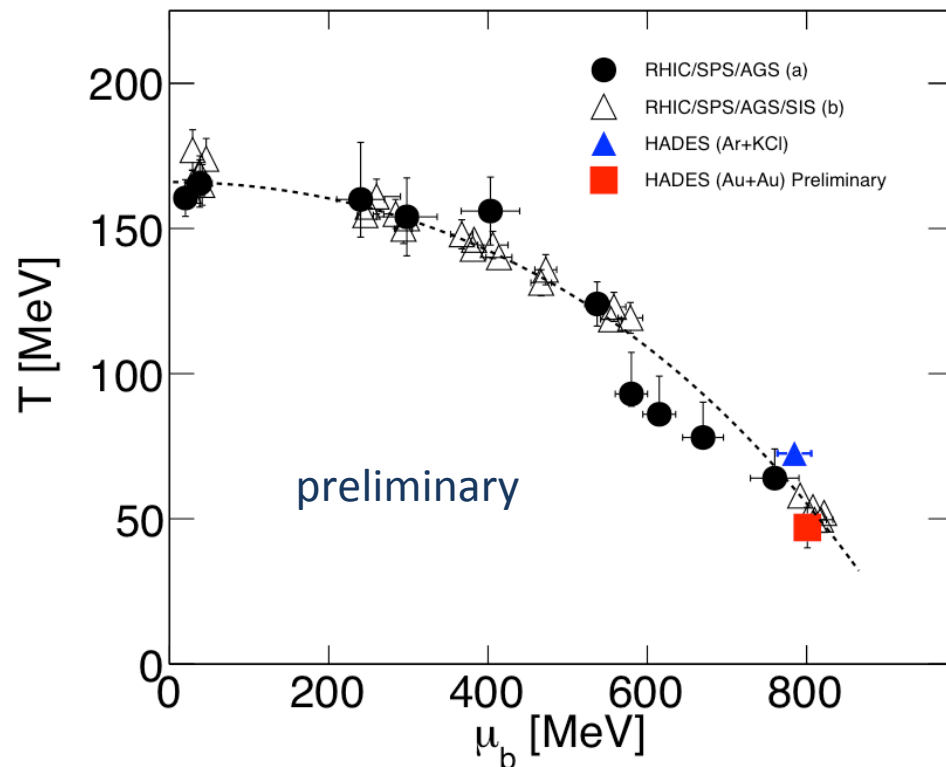 RHIC/SPS/AGS (a)
RHIC/SPS/AGS/SIS (b)
HADES (Ar+KCl)
HADES (Au+Au) Preliminary
T [MeV]
200
150
100
50
0
preliminary
0 200 400 600 800
μb [MeV]